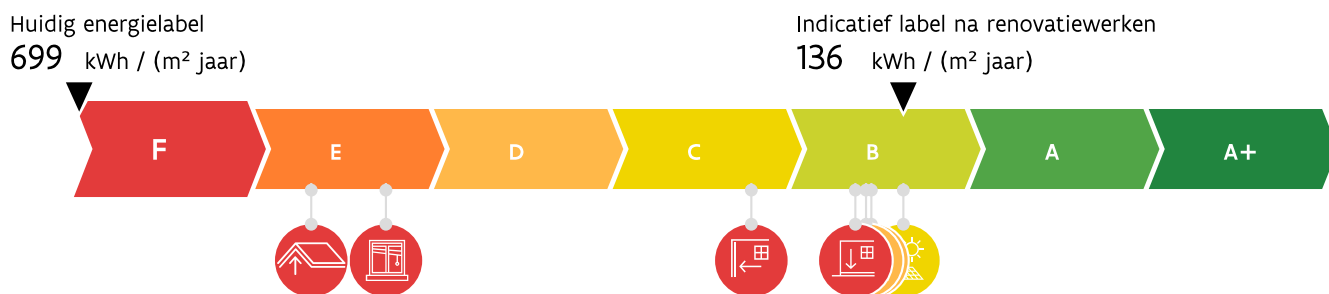 Huidig energielabel
699 kWh / (m² jaar)
Indicatief label na renovatiewerken
136 kWh / (m² jaar)
F E D C B A A+